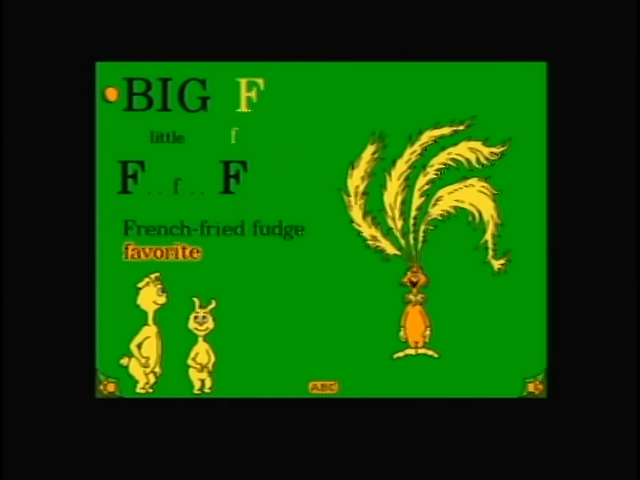 BIG F
little f
F . . f . . F
French-fried fudge
favorite
ABC